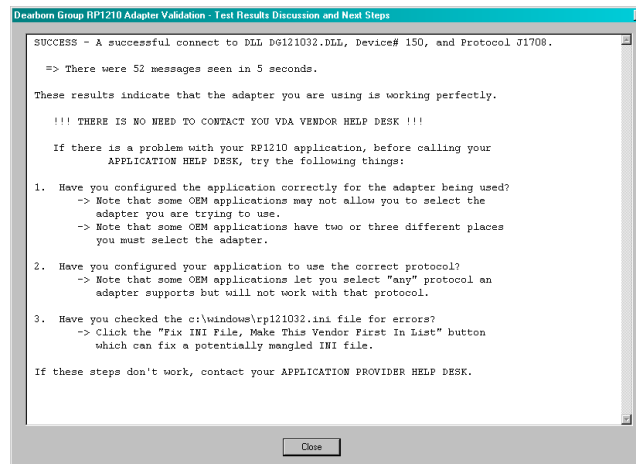 Dearborn Group RP1210 Adapter Validation - Test Results Discussion and Next Steps
SUCCESS - A successful connect to DLL DG121032.DLL, Device# 150, and Protocol J1708.
=> There were 52 messages seen in 5 seconds.
These results indicate that the adapter you are using is working perfectly.
!!! THERE IS NO NEED TO CONTACT YOU VDA VENDOR HELP DESK !!!
If there is a problem with your RP1210 application, before calling your
APPLICATION HELP DESK, try the following things:
1. Have you configured the application correctly for the adapter being used?
-> Note that some OEM applications may not allow you to select the
adapter you are trying to use.
-> Note that some OEM applications have two or three different places
you must select the adapter.
2. Have you configured your application to use the correct protocol?
-> Note that some OEM applications let you select "any" protocol an
adapter supports but will not work with that protocol.
3. Have you checked the c:\windows\rp121032.ini file for errors?
-> Click the "Fix INI File, Make This Vendor First In List" button
which can fix a potentially mangled INI file.
If these steps don't work, contact your APPLICATION PROVIDER HELP DESK.
Close